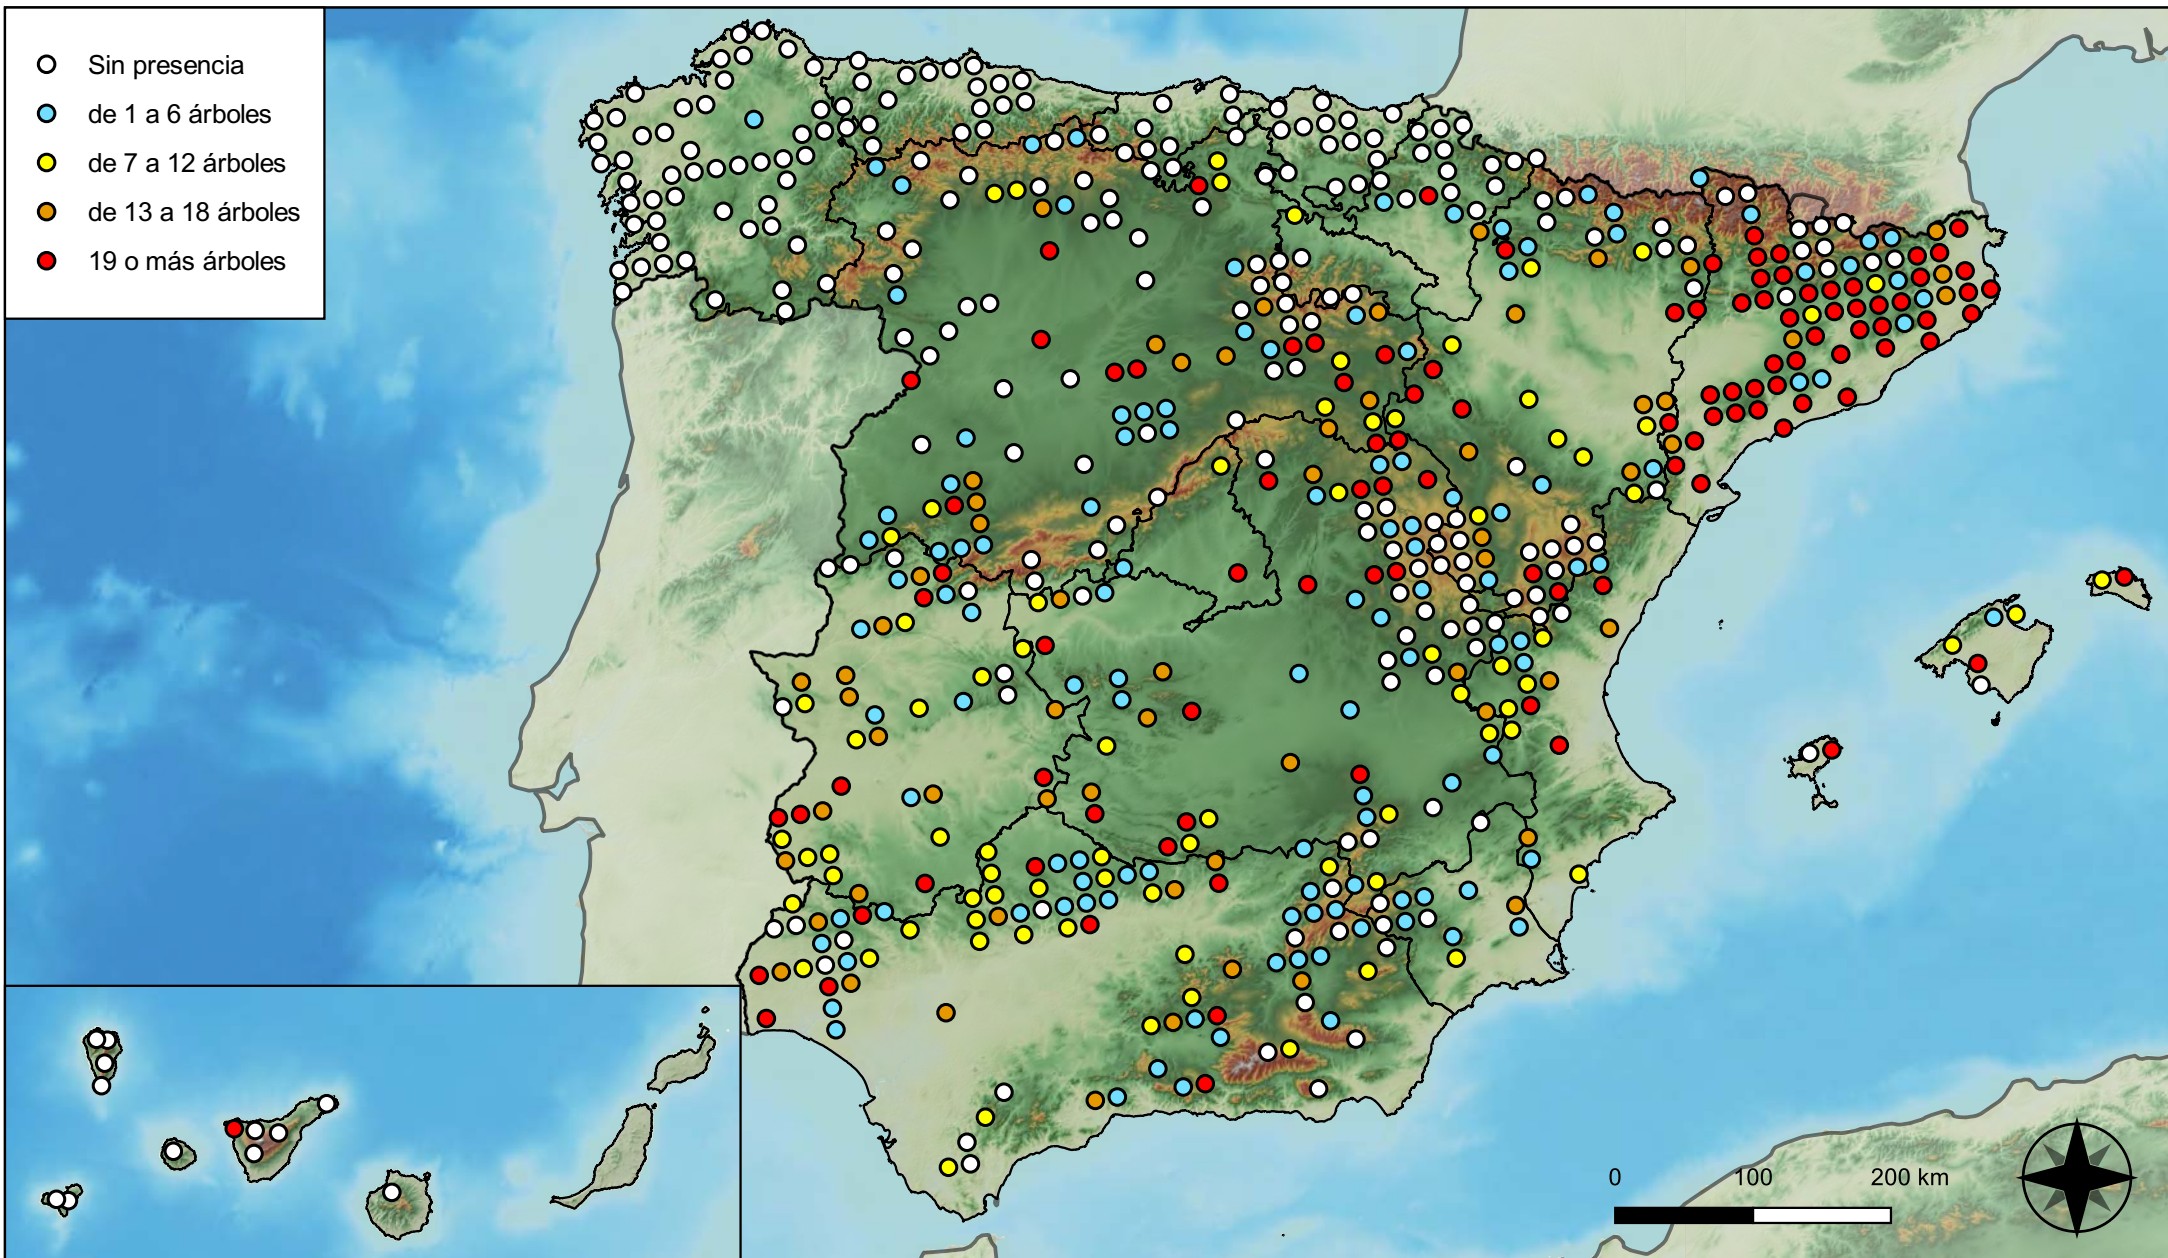 Sin presencia
de 1 a 6 árboles
de 7 a 12 árboles
de 13 a 18 árboles
19 o más árboles
0 100 200 km